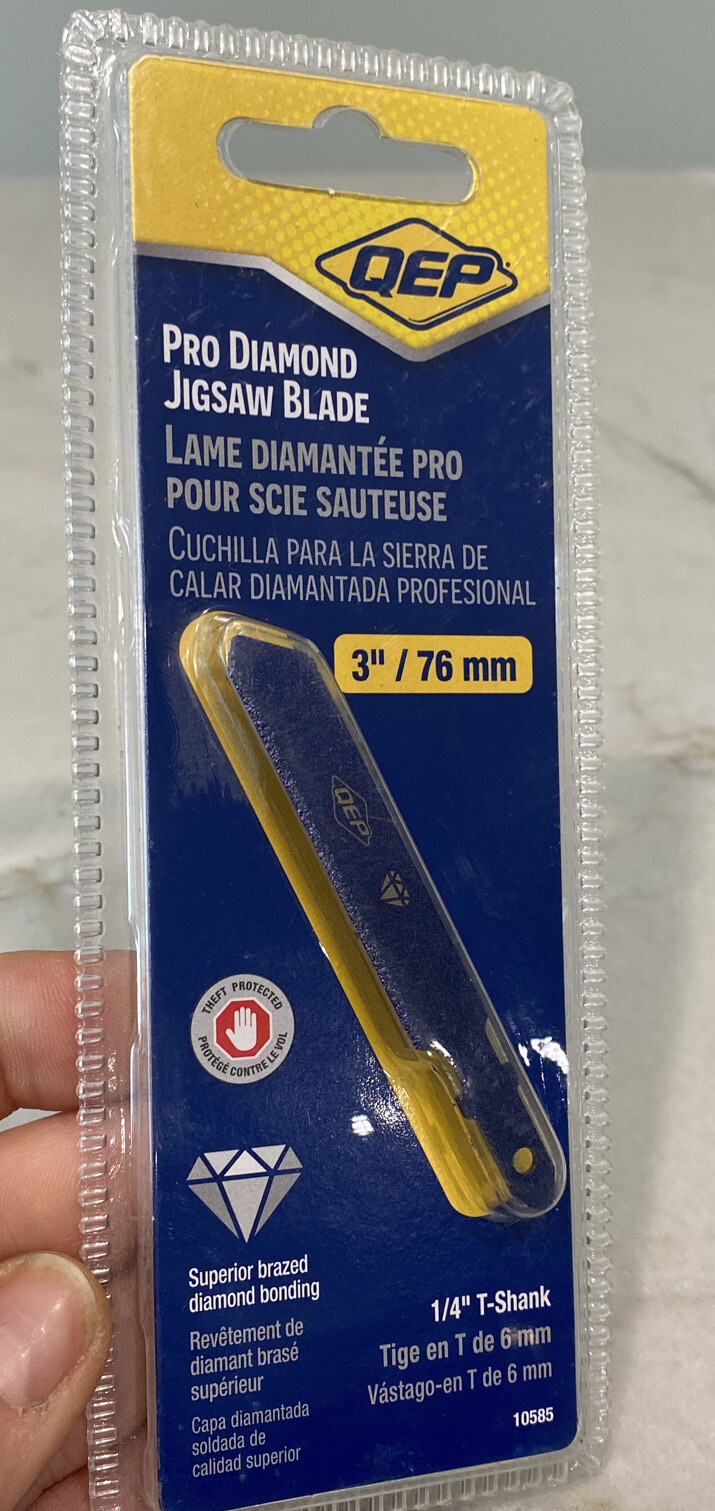 QEP
PRO DIAMOND
JIGSAW BLADE
LAME DIAMANTÉE PRO
POUR SCIE SAUTEUSE
CUCHILLA PARA LA SIERRA DE
CALAR DIAMANTADA PROFESIONAL
3" / 76 mm
QEP
THEFT PROTECTED
PROTÉGÉ CONTRE LE VOL
Superior brazed
diamond bonding
Revêtement de
diamant brasé
supérieur
Capa diamantada
soldada de
calidad superior
1/4" T-Shank
Tige en T de 6 mm
Vástago-en T de 6 mm
10585